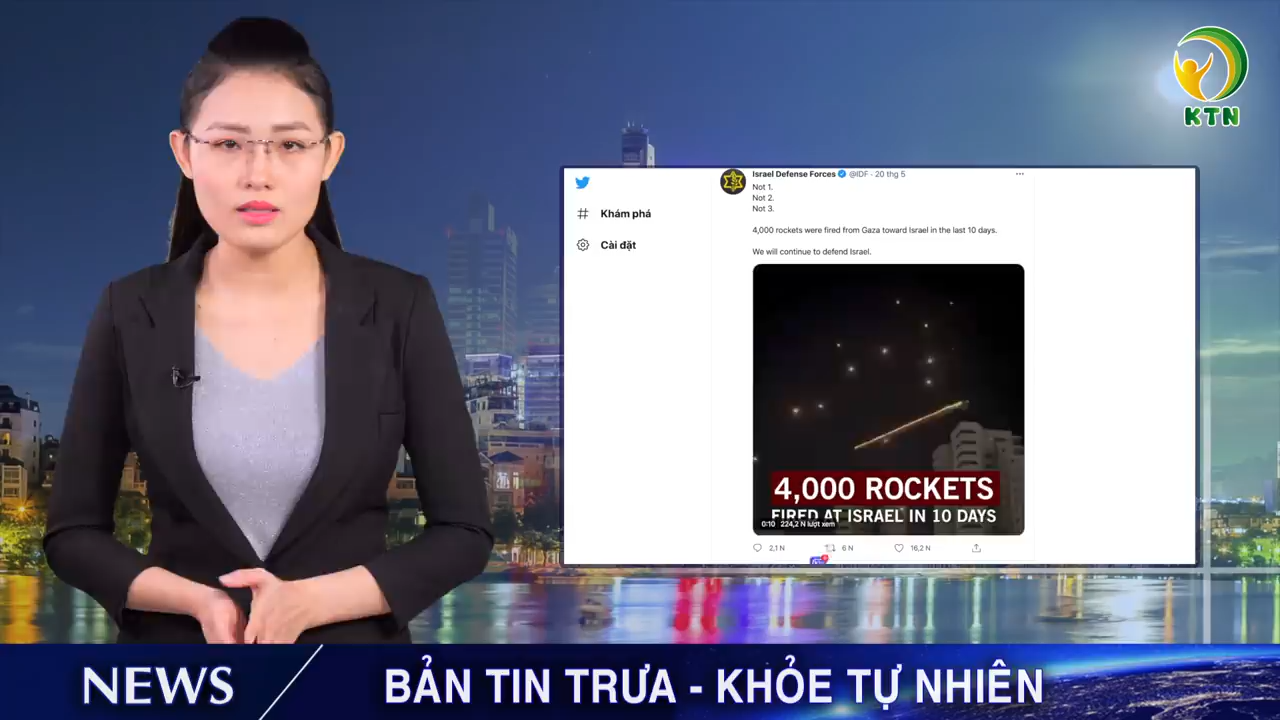 KTN
Israel Defense Forces @IDF · 20 thg 5
Not 1.
Not 2.
Not 3.
4,000 rockets were fired from Gaza toward Israel in the last 10 days.
We will continue to defend Israel.
Khám phá
Cài đặt
4,000 ROCKETS
FIRED AT ISRAEL IN 10 DAYS
0:10 224,2 N lượt xem
2,1 N 6 N 16,2 N
NEWS
BẢN TIN TRƯA - KHỎE TỰ NHIÊN